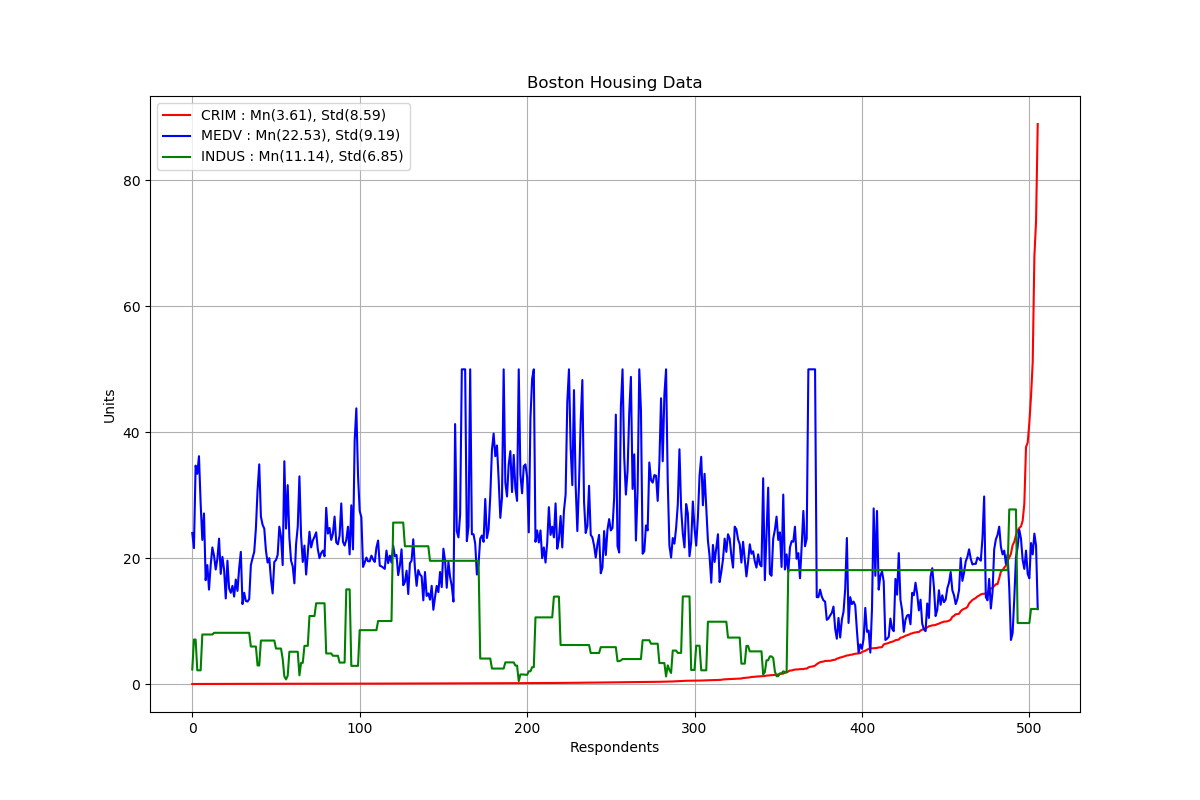 Boston Housing Data
CRIM : Mn(3.61), Std(8.59)
MEDV : Mn(22.53), Std(9.19)
INDUS : Mn(11.14), Std(6.85)
80
60
40
20
0
Units
0 100 200 300 400 500
Respondents